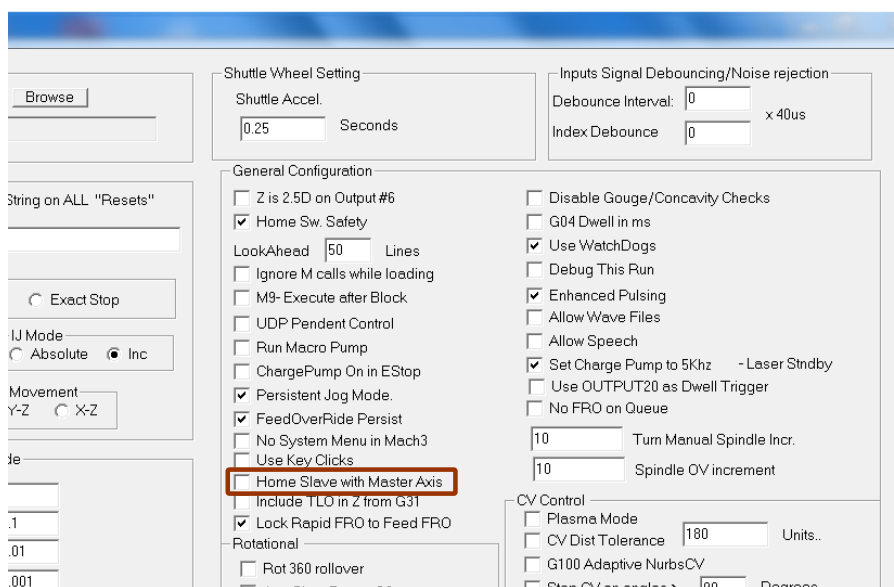 Browse
String on ALL "Resets"
Exact Stop
IJ Mode
Absolute
Inc
Movement
Y-Z
X-Z
.1
.01
.001
Shuttle Wheel Setting
Shuttle Accel.
0.25 Seconds
Inputs Signal Debouncing/Noise rejection
Debounce Interval: 0
x 40us
Index Debounce 0
General Configuration
Z is 2.5D on Output #6
Home Sw. Safety
LookAhead 50 Lines
Ignore M calls while loading
M9- Execute after Block
UDP Pendent Control
Run Macro Pump
ChargePump On in EStop
Persistent Jog Mode.
FeedOverRide Persist
No System Menu in Mach3
Use Key Clicks
Home Slave with Master Axis
Include TLO in Z from G31
Lock Rapid FRO to Feed FRO
Disable Gouge/Concavity Checks
G04 Dwell in ms
Use WatchDogs
Debug This Run
Enhanced Pulsing
Allow Wave Files
Allow Speech
Set Charge Pump to 5Khz - Laser Stndby
Use OUTPUT20 as Dwell Trigger
No FRO on Queue
10 Turn Manual Spindle Incr.
10 Spindle OV increment
Rotational
Rot 360 rollover
CV Control
Plasma Mode
CV Dist Tolerance 180 Units..
G100 Adaptive NurbsCV
Stop CV on angles > 90 Degrees